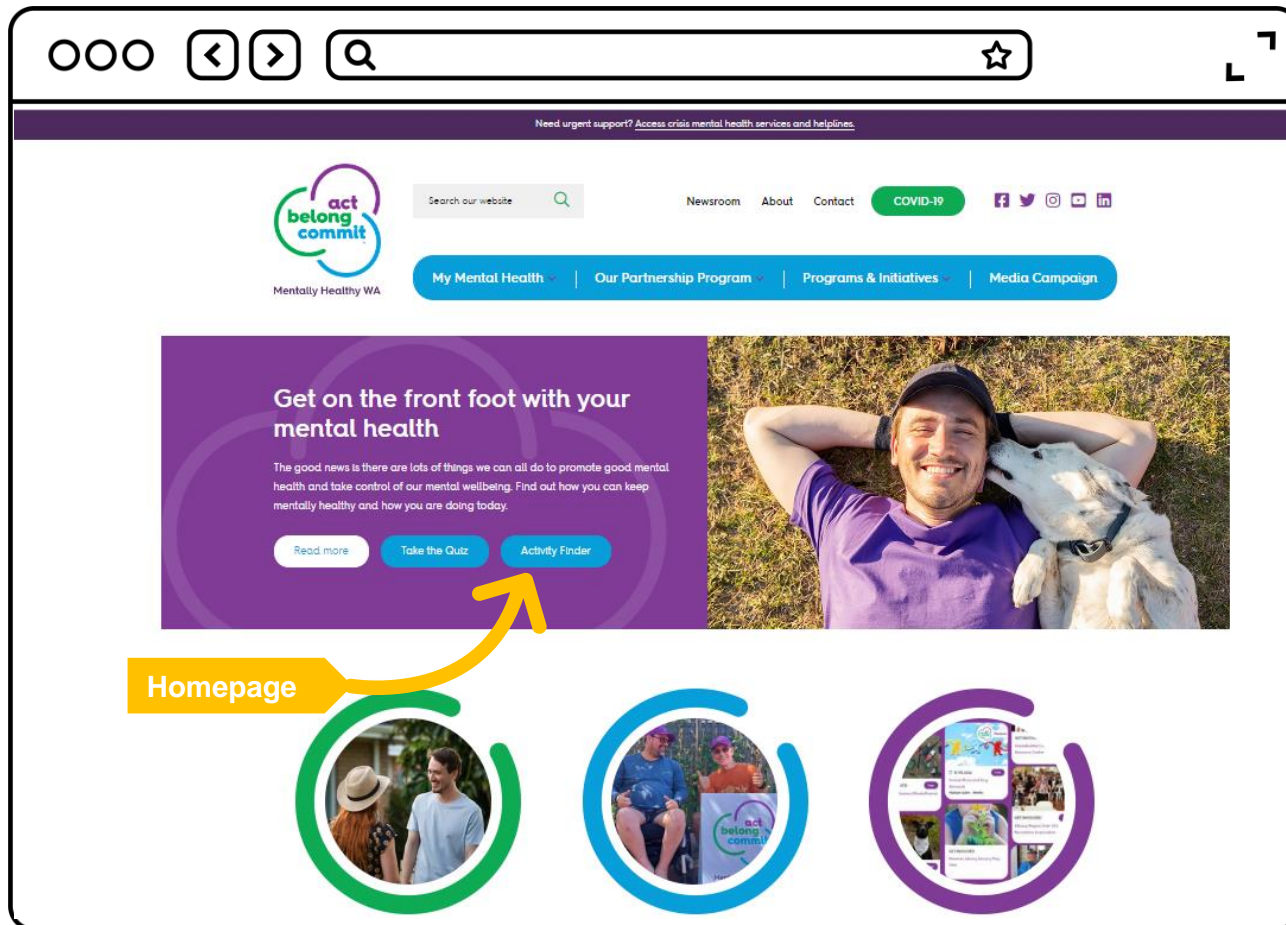 Need urgent support? Access crisis mental health services and helplines.
act
belong
commit
Mentally Healthy WA
Search our website
Newsroom About Contact COVID-19
My Mental Health Our Partnership Program Programs & Initiatives Media Campaign
Get on the front foot with your
mental health
The good news is there are lots of things we can all do to promote good mental
health and take control of our mental wellbeing. Find out how you can keep
mentally healthy and how you are doing today.
Read more Take the Quiz Activity Finder
Homepage
act
belong
commit